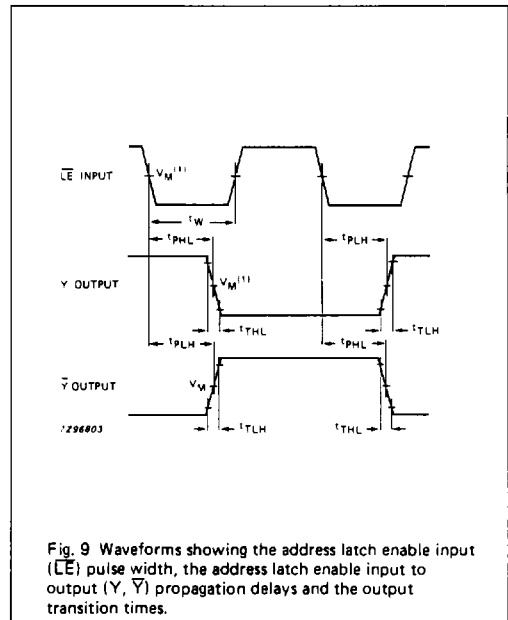 L̅E̅ INPUT
VM(1)
tW
tPHL
tPLH
Y OUTPUT
VM(1)
tTHL
tTLH
tPLH
tPHL
Y̅ OUTPUT
VM
7296803
tTLH
tTHL
Fig. 9 Waveforms showing the address latch enable input
(L̅E̅) pulse width, the address latch enable input to
output (Y, Y̅) propagation delays and the output
transition times.